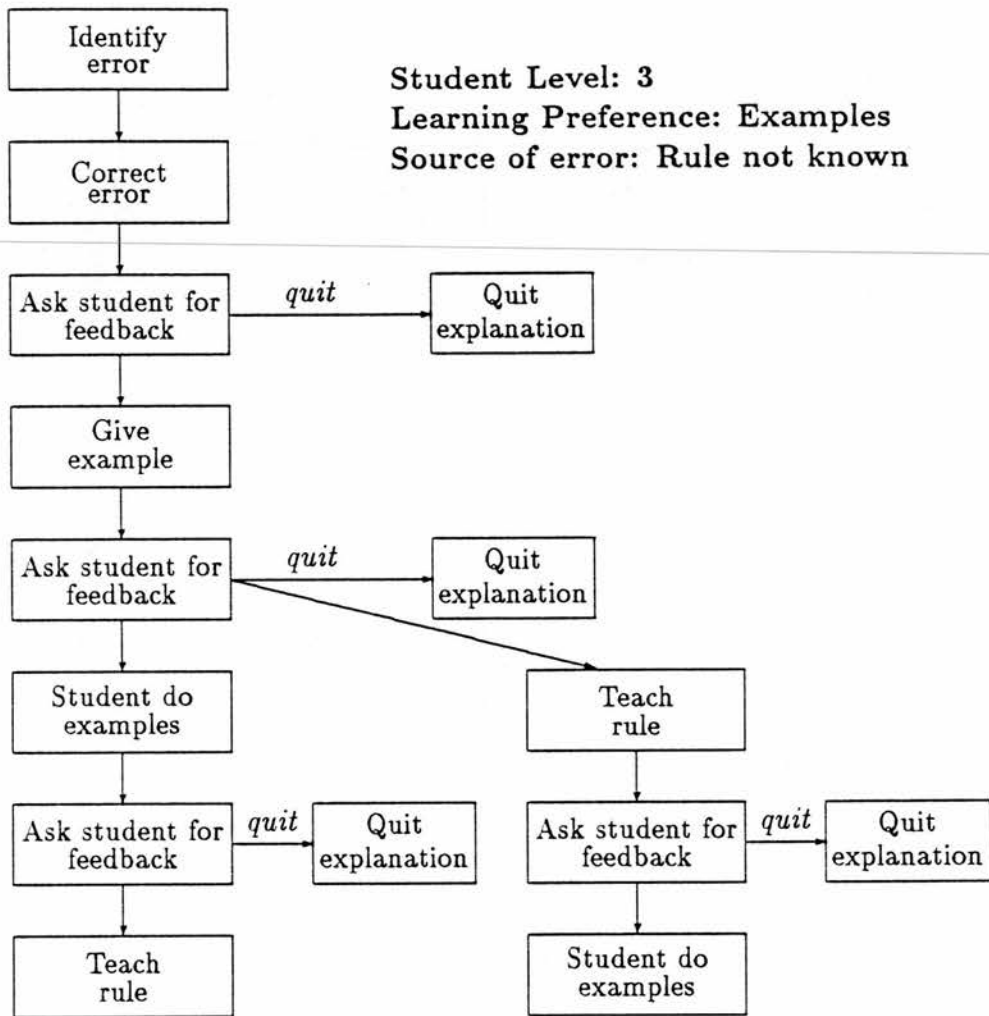 Identify
error
Student Level: 3
Learning Preference: Examples
Source of error: Rule not known
Correct
error
Ask student for
feedback
quit
Quit
explanation
Give
example
Ask student for
feedback
quit
Quit
explanation
Student do
examples
Teach
rule
Ask student for
feedback
quit
Quit
explanation
Ask student for
feedback
quit
Quit
explanation
Teach
rule
Student do
examples